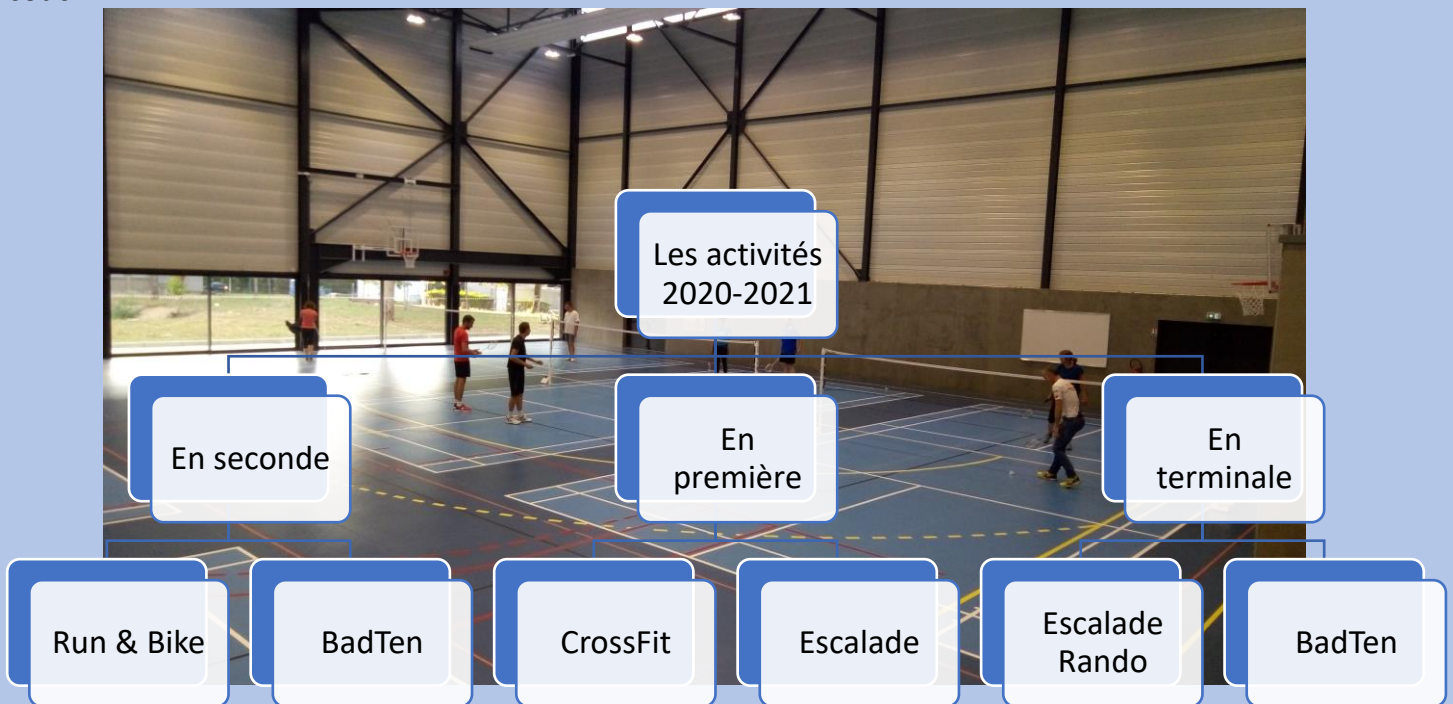 Les activités
2020-2021
En seconde
En
première
En
terminale
Run & Bike
BadTen
CrossFit
Escalade
Escalade
Rando
BadTen